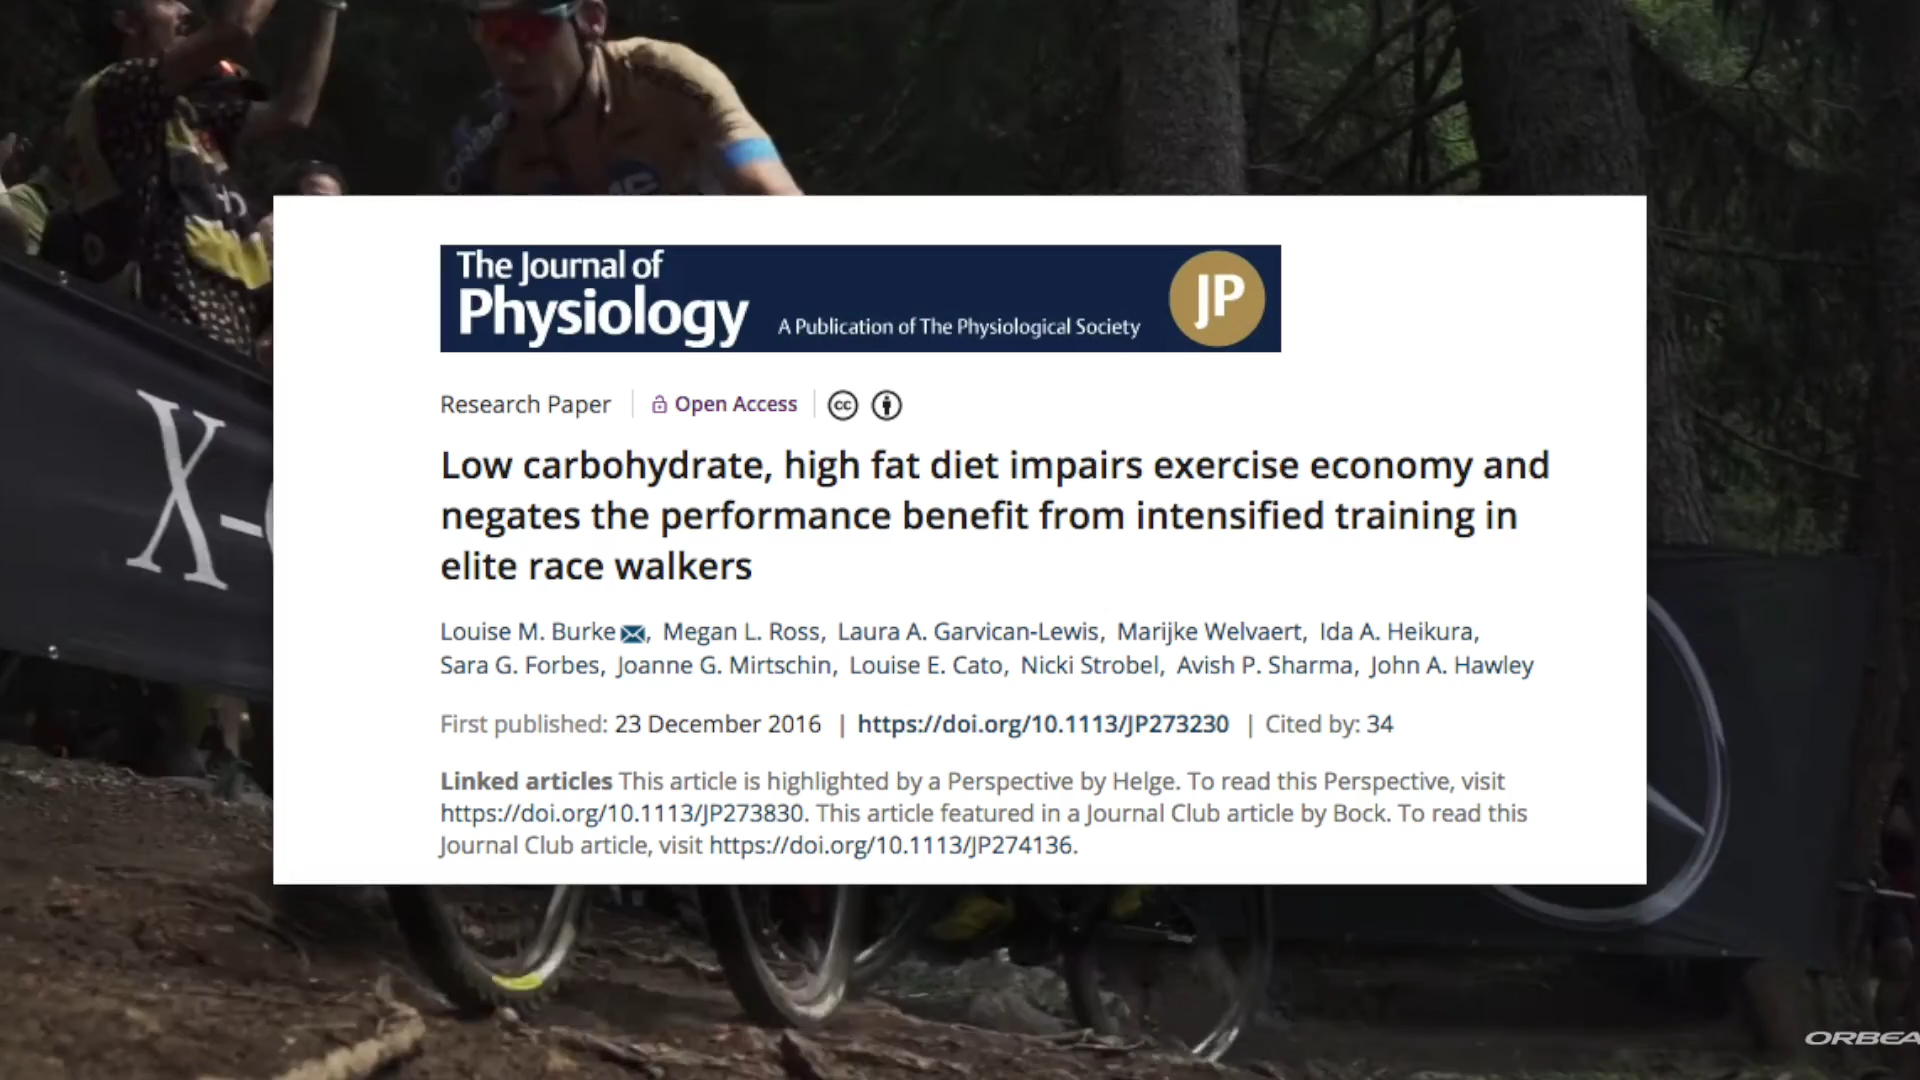 The Journal of
Physiology
A Publication of The Physiological Society
JP
Research Paper
Open Access
cc
Low carbohydrate, high fat diet impairs exercise economy and
negates the performance benefit from intensified training in
elite race walkers
Louise M. Burke, Megan L. Ross, Laura A. Garvican-Lewis, Marijke Welvaert, Ida A. Heikura,
Sara G. Forbes, Joanne G. Mirtschin, Louise E. Cato, Nicki Strobel, Avish P. Sharma, John A. Hawley
First published: 23 December 2016 | https://doi.org/10.1113/JP273230 | Cited by: 34
Linked articles This article is highlighted by a Perspective by Helge. To read this Perspective, visit
https://doi.org/10.1113/JP273830. This article featured in a Journal Club article by Bock. To read this
Journal Club article, visit https://doi.org/10.1113/JP274136.
X-
ORBEA